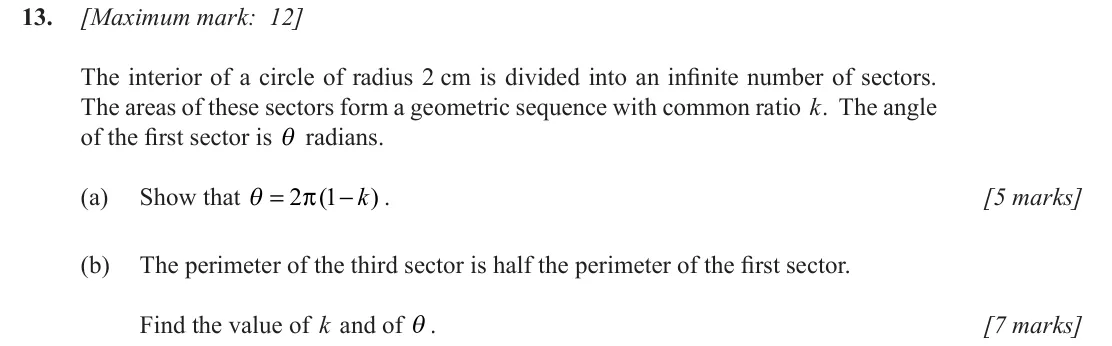 13. [Maximum mark: 12]
The interior of a circle of radius 2 cm is divided into an infinite number of sectors.
The areas of these sectors form a geometric sequence with common ratio k. The angle
of the first sector is θ radians.
(a) Show that θ = 2π(1−k). [5 marks]
(b) The perimeter of the third sector is half the perimeter of the first sector.
Find the value of k and of θ. [7 marks]